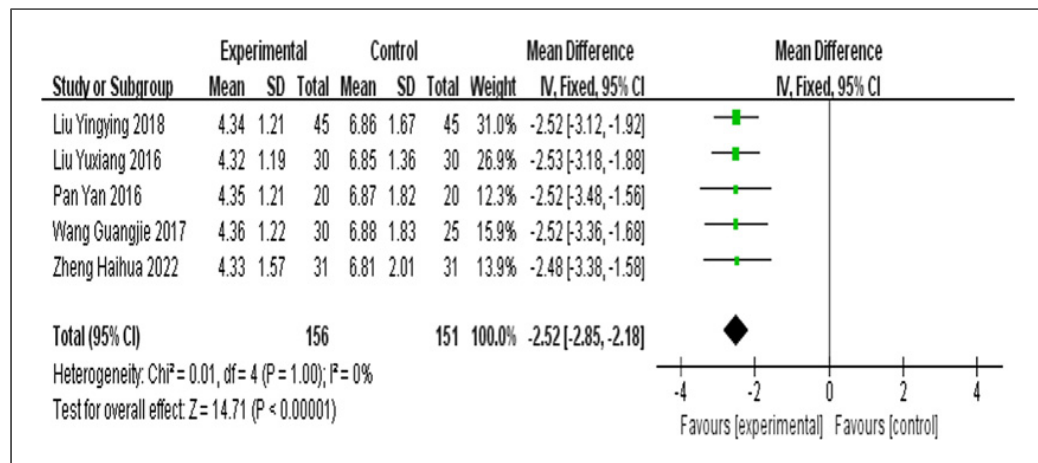 Experimental Control Mean Difference Mean Difference
Study or Subgroup Mean SD Total Mean SD Total Weight IV, Fixed, 95% CI IV, Fixed, 95% CI
Liu Yingying 2018 4.34 1.21 45 6.86 1.67 45 31.0% -2.52 [-3.12, -1.92]
Liu Yuxiang 2016 4.32 1.19 30 6.85 1.36 30 26.9% -2.53 [-3.18, -1.88]
Pan Yan 2016 4.35 1.21 20 6.87 1.82 20 12.3% -2.52 [-3.48, -1.56]
Wang Guangjie 2017 4.36 1.22 30 6.88 1.83 25 15.9% -2.52 [-3.36, -1.68]
Zheng Haihua 2022 4.33 1.57 31 6.81 2.01 31 13.9% -2.48 [-3.38, -1.58]
Total (95% CI) 156 151 100.0% -2.52 [-2.85, -2.18]
Heterogeneity: Chi² = 0.01, df = 4 (P = 1.00); I² = 0%
Test for overall effect: Z = 14.71 (P < 0.00001)
-4 -2 0 2 4
Favours [experimental] Favours [control]